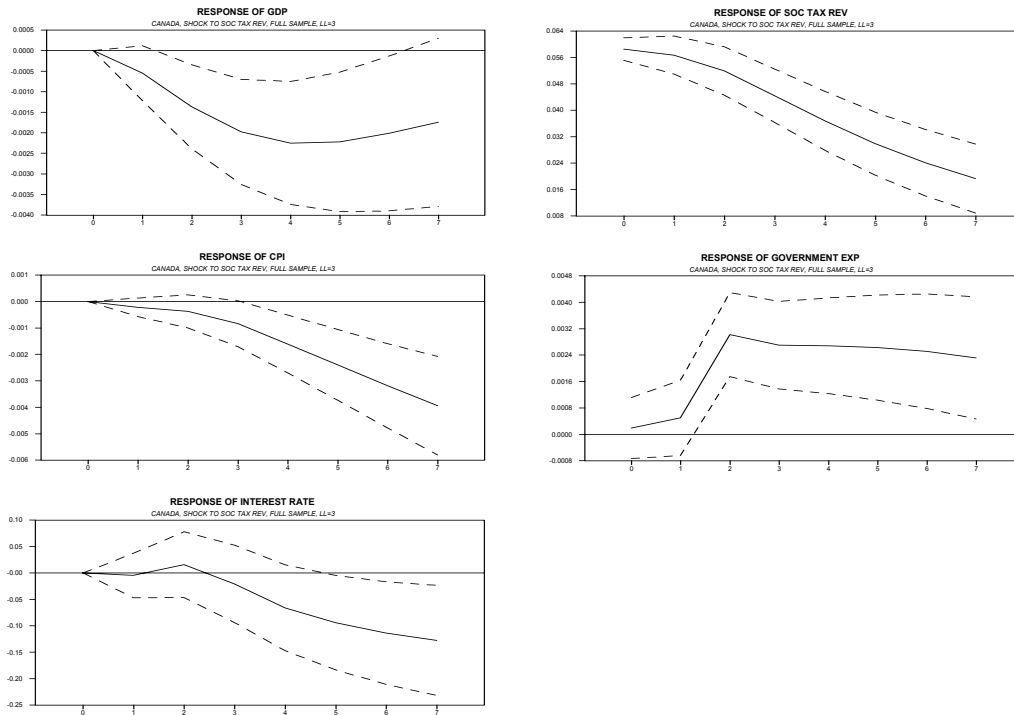 RESPONSE OF GDP
CANADA, SHOCK TO SOC TAX REV, FULL SAMPLE, LL=3
0.0005
0.0000
-0.0005
-0.0010
-0.0015
-0.0020
-0.0025
-0.0030
-0.0035
-0.0040
0 1 2 3 4 5 6 7
RESPONSE OF SOC TAX REV
CANADA, SHOCK TO SOC TAX REV, FULL SAMPLE, LL=3
0.064
0.056
0.048
0.040
0.032
0.024
0.016
0.008
0 1 2 3 4 5 6 7
RESPONSE OF CPI
CANADA, SHOCK TO SOC TAX REV, FULL SAMPLE, LL=3
0.001
0.000
-0.001
-0.002
-0.003
-0.004
-0.005
-0.006
0 1 2 3 4 5 6 7
RESPONSE OF GOVERNMENT EXP
CANADA, SHOCK TO SOC TAX REV, FULL SAMPLE, LL=3
0.0048
0.0040
0.0032
0.0024
0.0016
0.0008
0.0000
-0.0008
0 1 2 3 4 5 6 7
RESPONSE OF INTEREST RATE
CANADA, SHOCK TO SOC TAX REV, FULL SAMPLE, LL=3
0.10
0.05
-0.00
-0.05
-0.10
-0.15
-0.20
-0.25
0 1 2 3 4 5 6 7